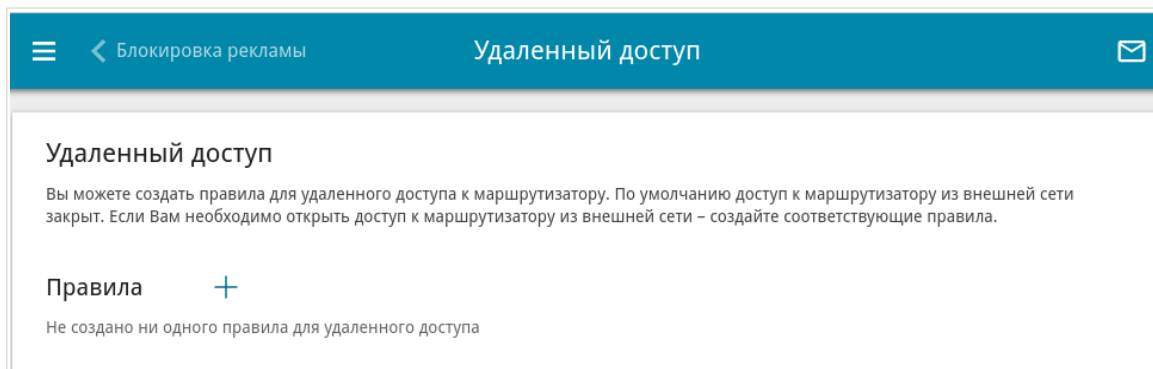 Блокировка рекламы
Удаленный доступ
Удаленный доступ
Вы можете создать правила для удаленного доступа к маршрутизатору. По умолчанию доступ к маршрутизатору из внешней сети
закрыт. Если Вам необходимо открыть доступ к маршрутизатору из внешней сети – создайте соответствующие правила.
Правила
Не создано ни одного правила для удаленного доступа